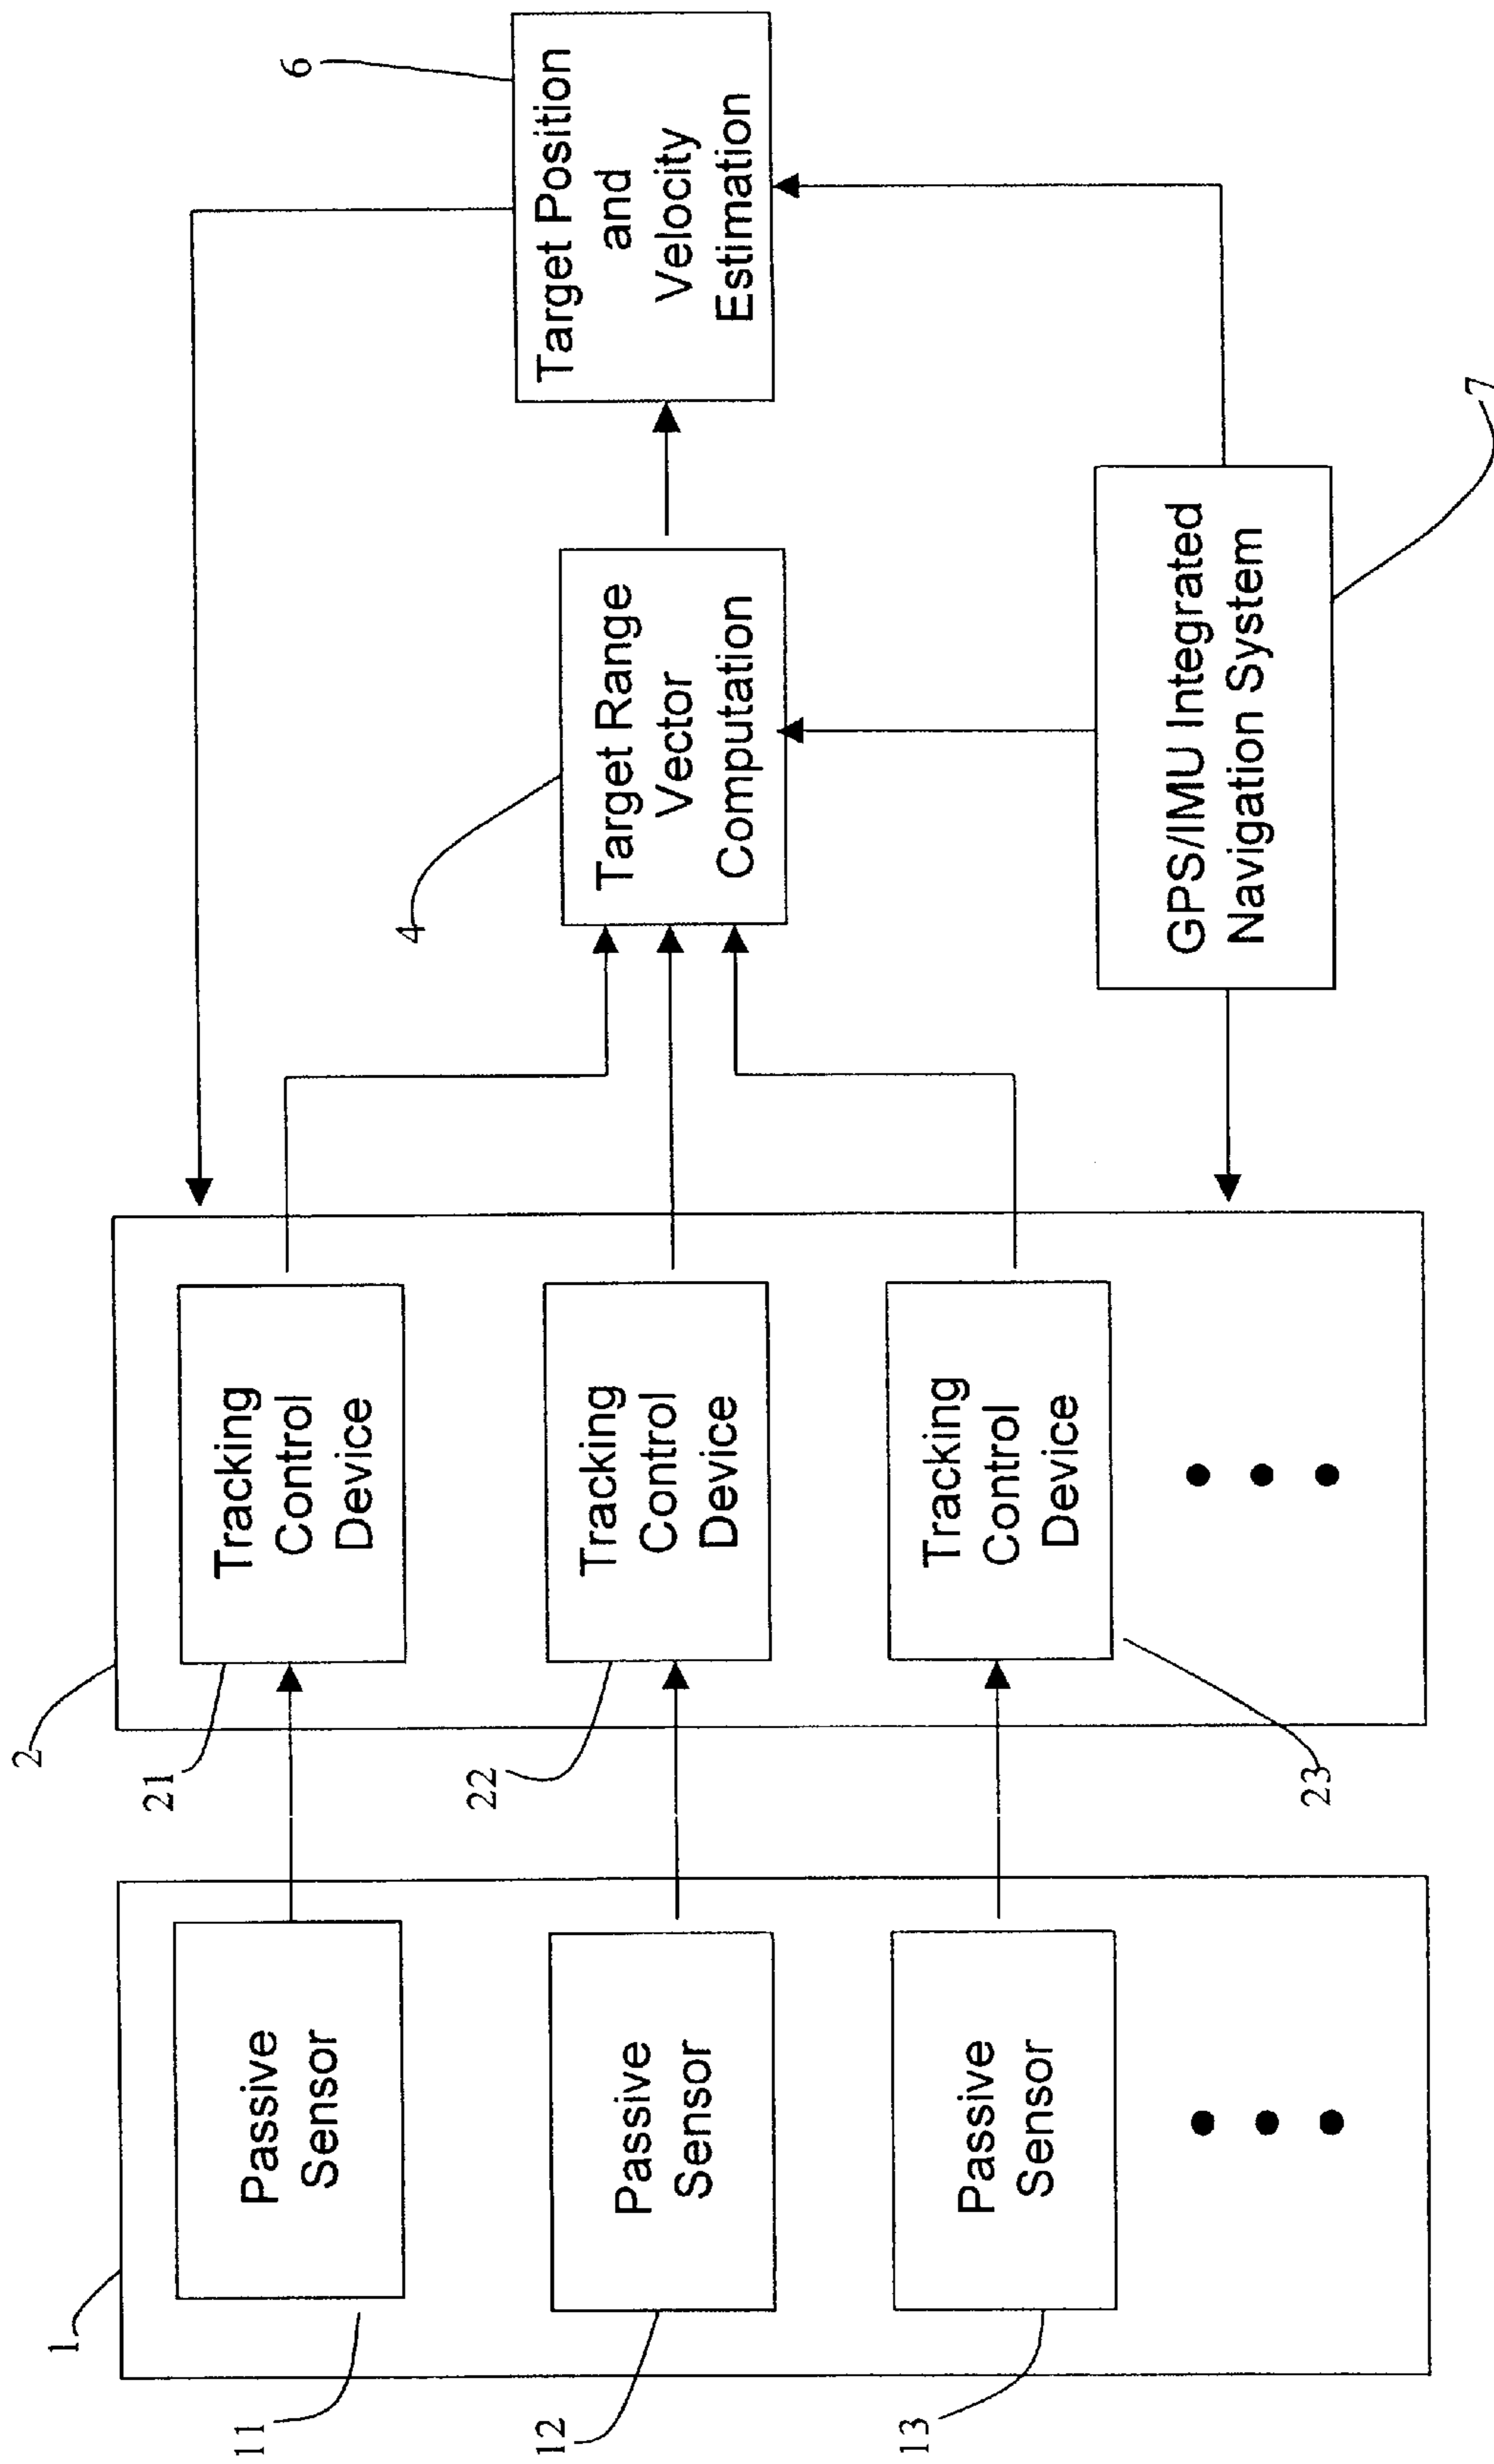 1
11
Passive
Sensor
12
Passive
Sensor
13
Passive
Sensor
2
21
Tracking
Control
Device
22
Tracking
Control
Device
23
Tracking
Control
Device
4
Target Range
Vector
Computation
6
Target Position
and
Velocity
Estimation
GPS/IMU Integrated
Navigation System
7